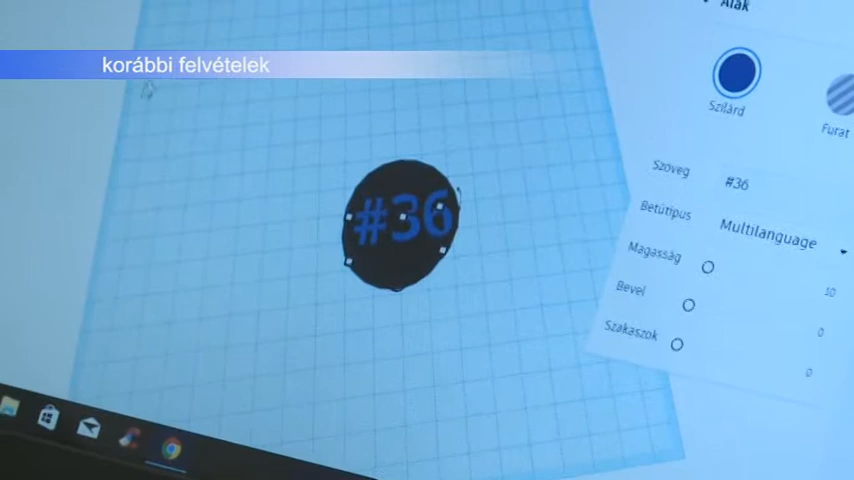 Alak
korábbi felvételek
Szilárd
Furat
Szöveg #36
#36
Betűtípus Multilanguage
Magasság 10
Bevel 0
Szakaszok 0